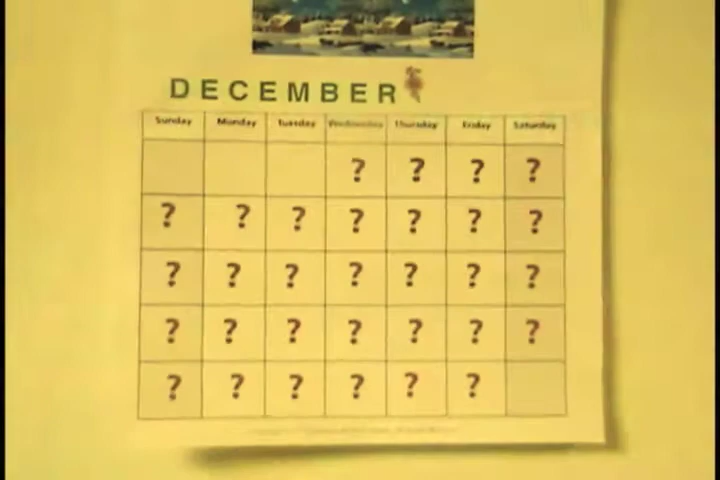 DECEMBER
Sunday Monday Tuesday Wednesday Thursday Friday Saturday
? ? ? ?
? ? ? ? ? ? ?
? ? ? ? ? ? ?
? ? ? ? ? ? ?
? ? ? ? ? ?